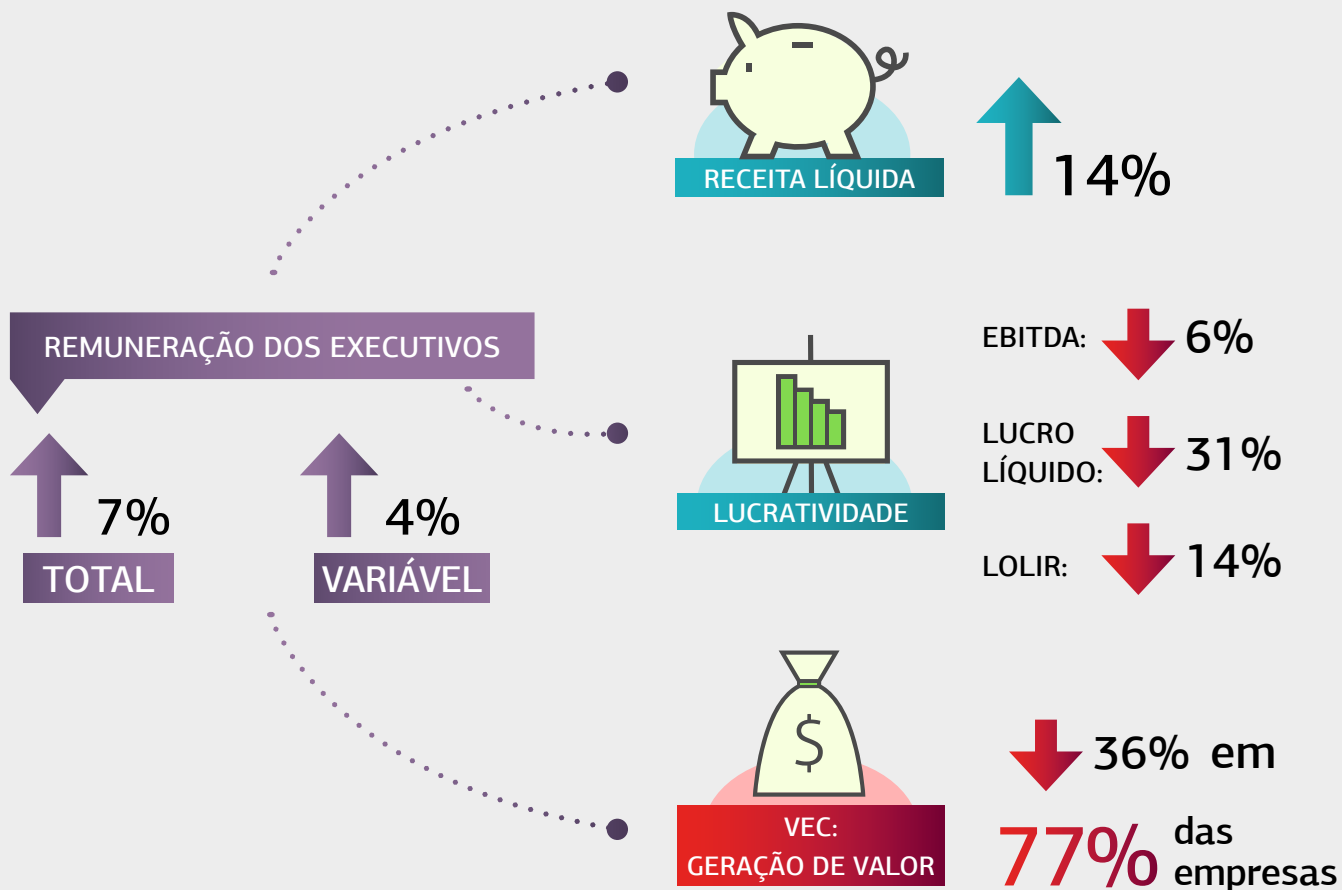 RECEITA LÍQUIDA
14%
REMUNERAÇÃO DOS EXECUTIVOS
7%
TOTAL
4%
VARIÁVEL
LUCRATIVIDADE
EBITDA:
6%
LUCRO
LÍQUIDO:
31%
LOLIR:
14%
$
VEC:
GERAÇÃO DE VALOR
36% em
77% das
empresas